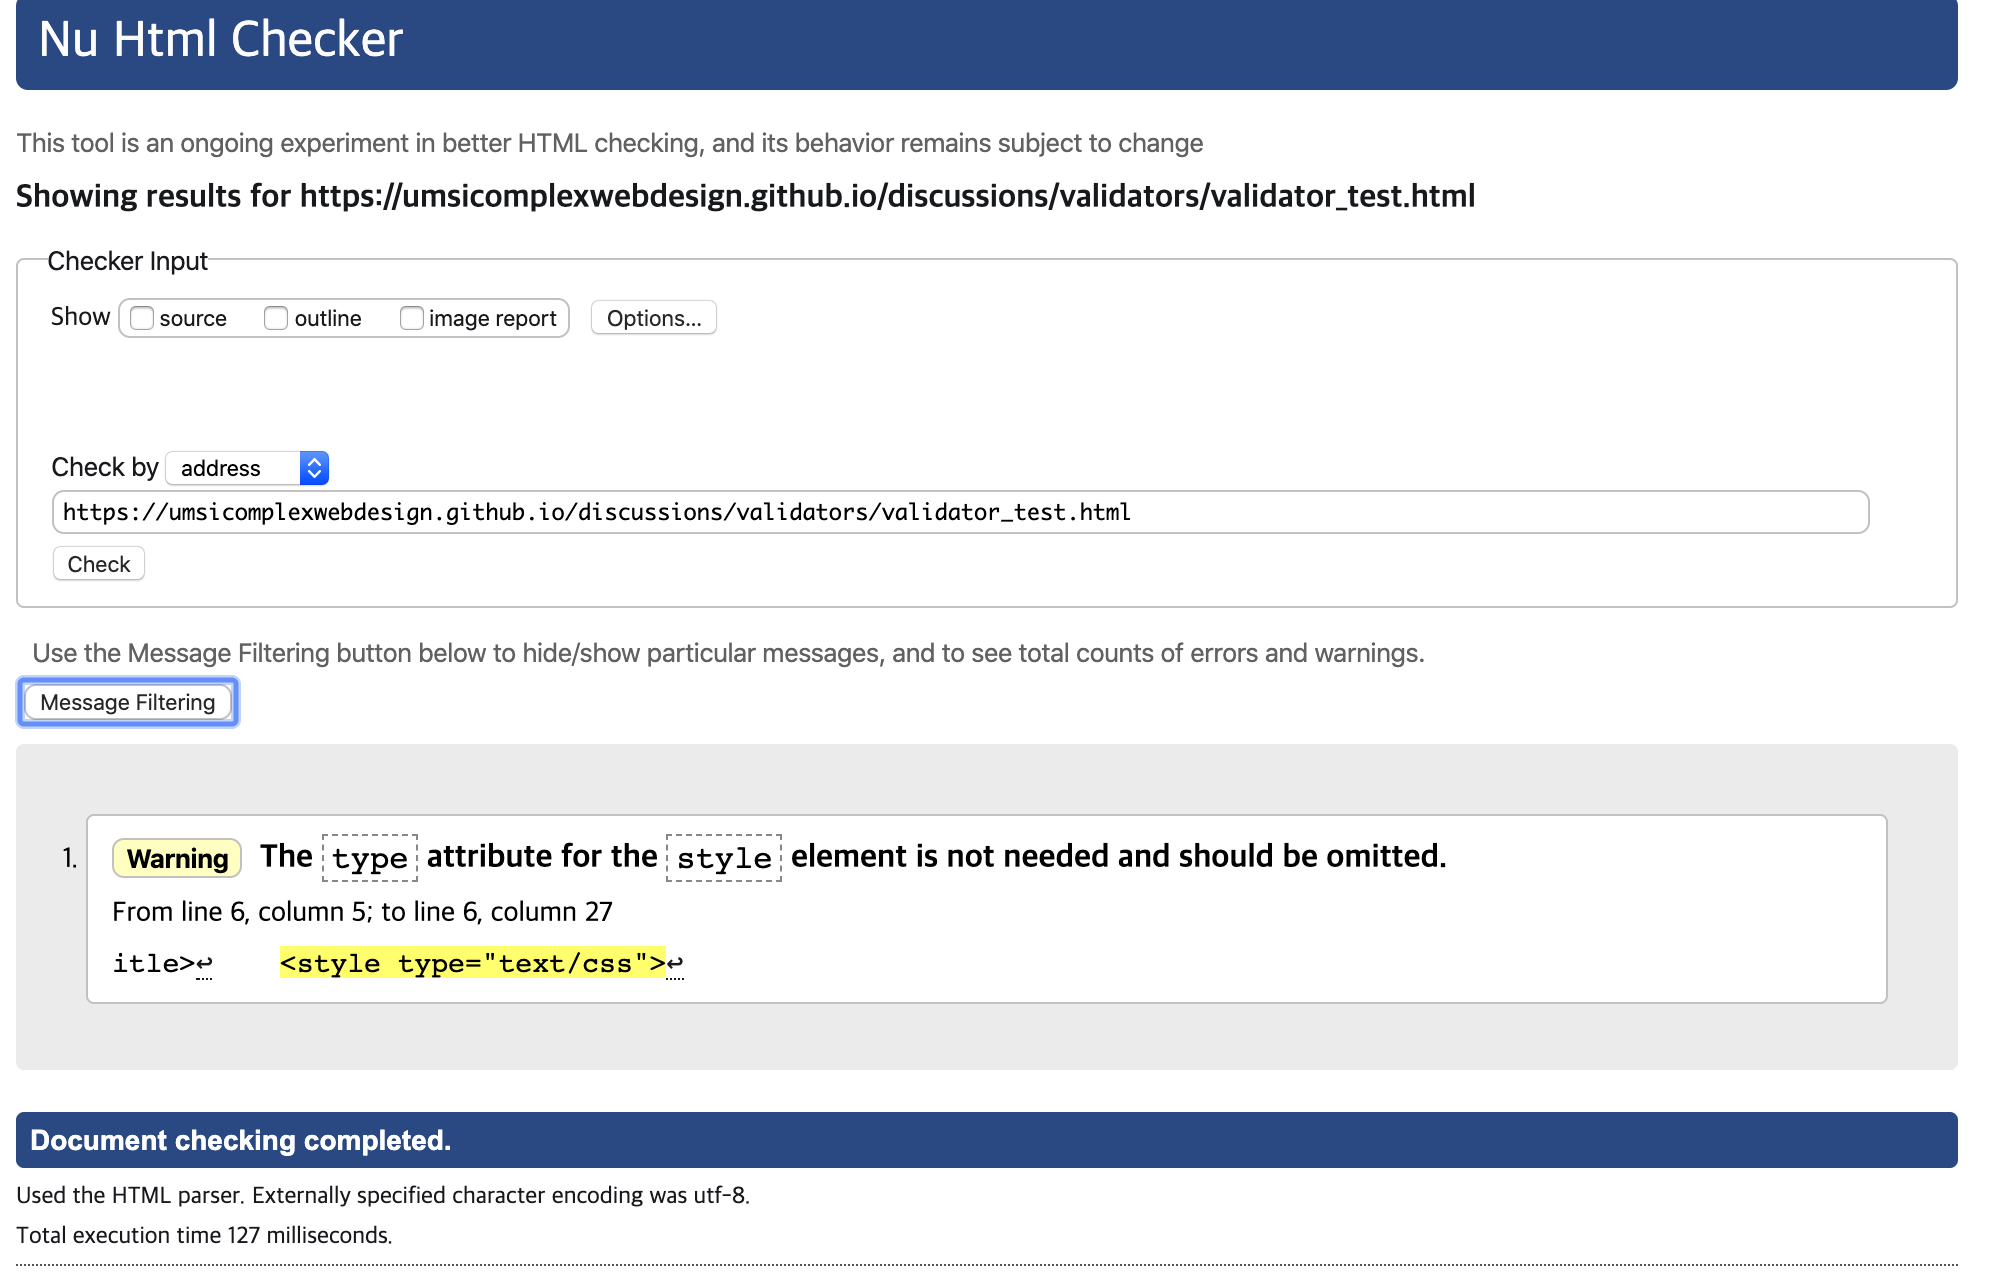 Nu Html Checker
This tool is an ongoing experiment in better HTML checking, and its behavior remains subject to change
Showing results for https://umsicomplexwebdesign.github.io/discussions/validators/validator_test.html
Checker Input
Show source outline image report Options...
Check by address
https://umsicomplexwebdesign.github.io/discussions/validators/validator_test.html
Check
Use the Message Filtering button below to hide/show particular messages, and to see total counts of errors and warnings.
Message Filtering
1. Warning The type attribute for the style element is not needed and should be omitted.
From line 6, column 5; to line 6, column 27
itle>↩ <style type="text/css">↩
Document checking completed.
Used the HTML parser. Externally specified character encoding was utf-8.
Total execution time 127 milliseconds.